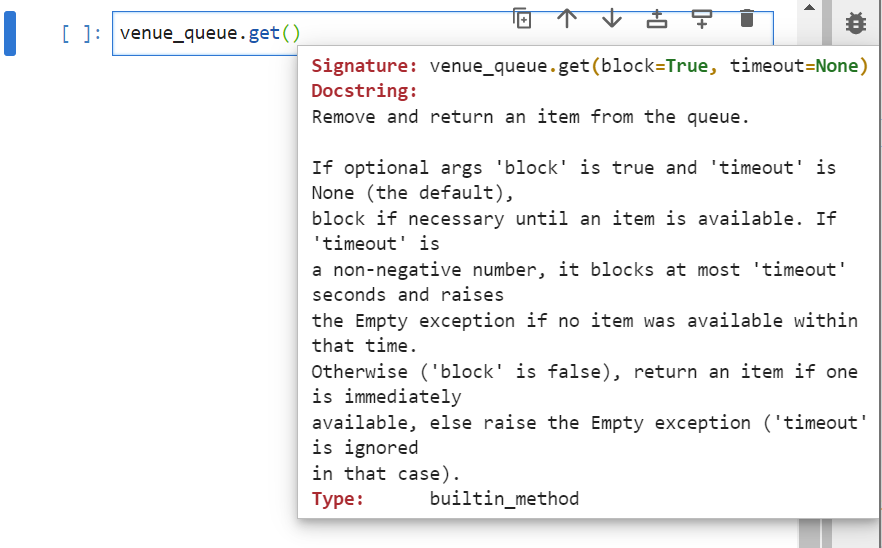 [ ]: venue_queue.get()
Signature: venue_queue.get(block=True, timeout=None)
Docstring:
Remove and return an item from the queue.
If optional args 'block' is true and 'timeout' is
None (the default),
block if necessary until an item is available. If
'timeout' is
a non-negative number, it blocks at most 'timeout'
seconds and raises
the Empty exception if no item was available within
that time.
Otherwise ('block' is false), return an item if one
is immediately
available, else raise the Empty exception ('timeout'
is ignored
in that case).
Type: builtin_method